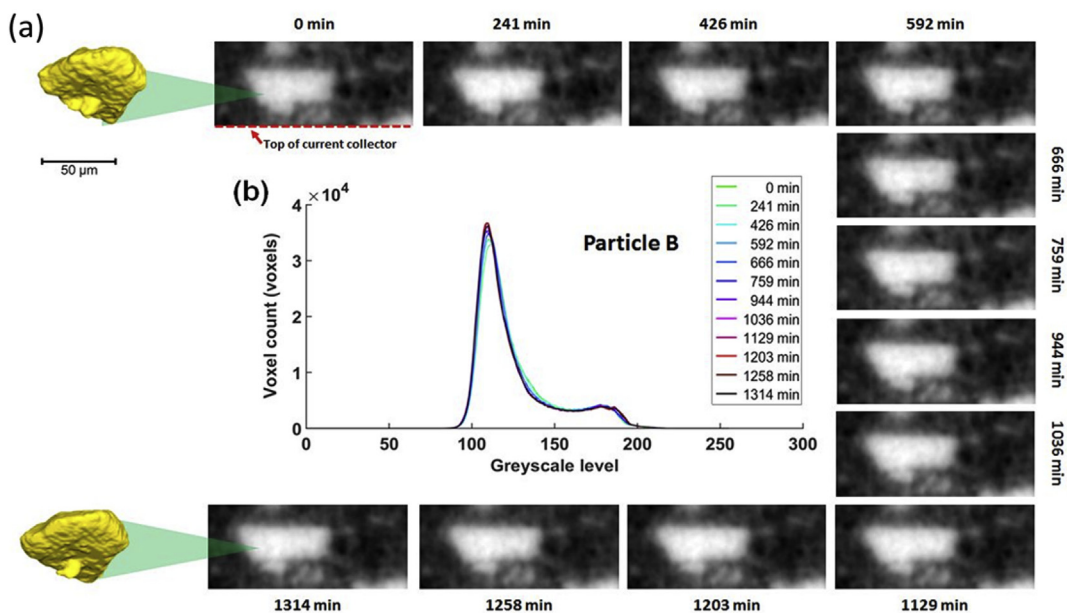 (a)
0 min
241 min
426 min
592 min
Top of current collector
50 µm
666 min
759 min
944 min
1036 min
(b)
× 10⁴
4
3
2
1
0
Voxel count (voxels)
0
50
100
150
200
250
300
Greyscale level
Particle B
0 min
241 min
426 min
592 min
666 min
759 min
944 min
1036 min
1129 min
1203 min
1258 min
1314 min
1314 min
1258 min
1203 min
1129 min